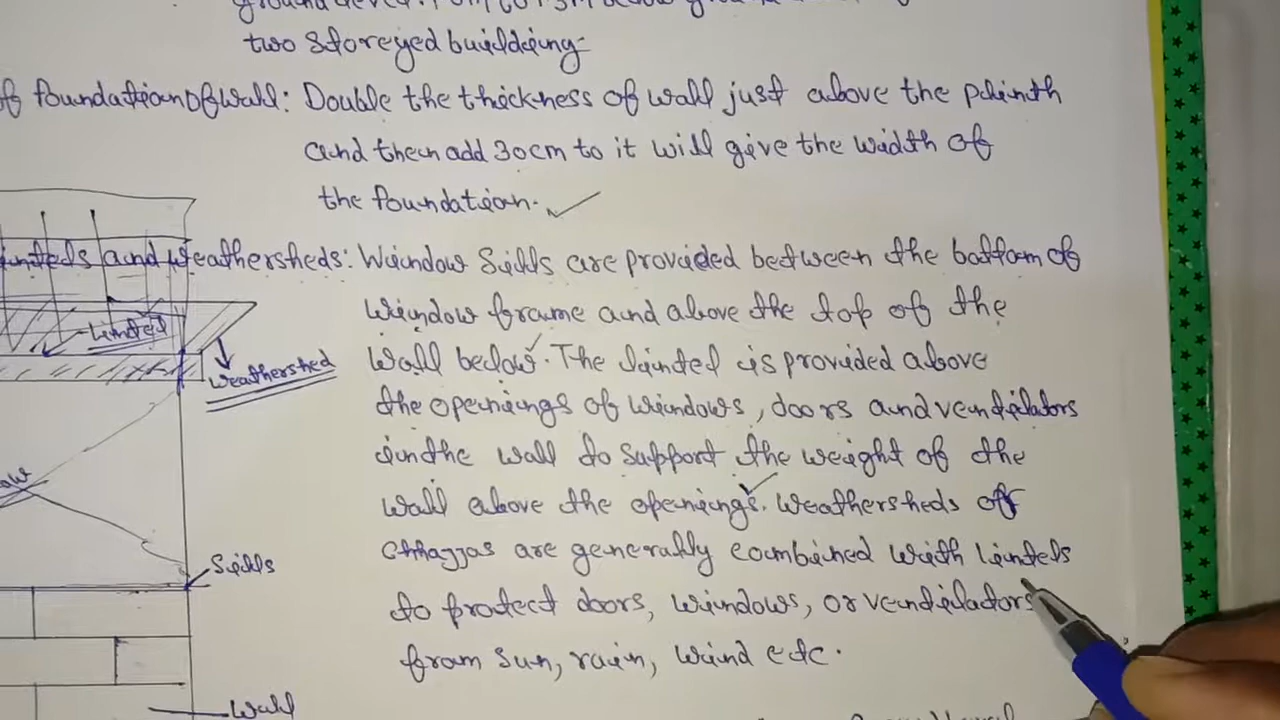 two storeyed building
of foundation of wall: Double the thickness of wall just above the plinth
and then add 30cm to it will give the width of
the foundation.
lintels and weathersheds: Window Sills are provided between the bottom of
window frame and above the top of the
wall below. The lintel is provided above
the openings of windows, doors and ventilators
in the wall to support the weight of the
wall above the openings. Weathersheds or
Chhajjas are generally combined with lintels
to protect doors, windows, or ventilators
from sun, rain, wind etc.
Lintel
Weathershed
Sills
Wall